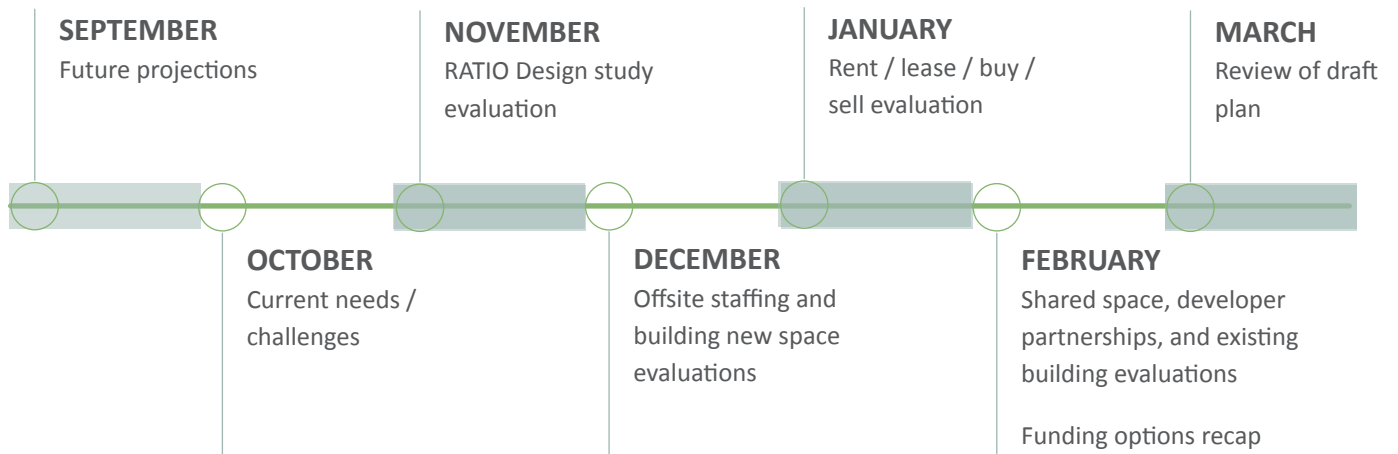 SEPTEMBER
Future projections
NOVEMBER
RATIO Design study
evaluation
JANUARY
Rent / lease / buy /
sell evaluation
MARCH
Review of draft
plan
OCTOBER
Current needs /
challenges
DECEMBER
Offsite staffing and
building new space
evaluations
FEBRUARY
Shared space, developer
partnerships, and existing
building evaluations
Funding options recap